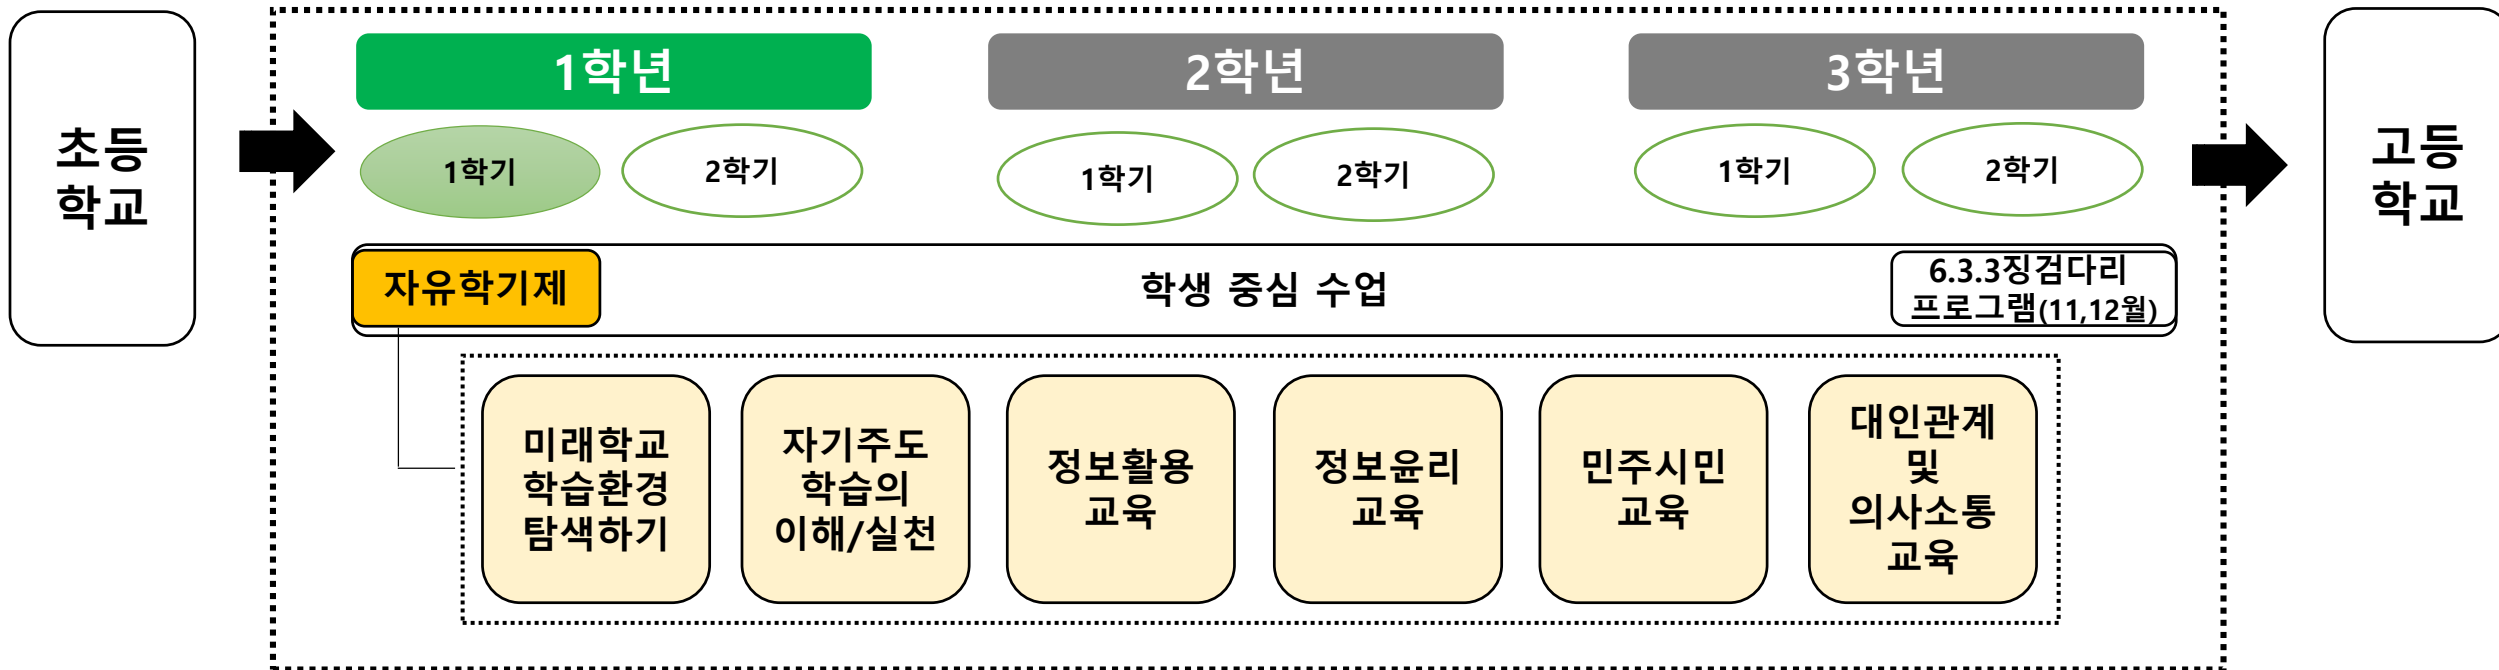 초등
학교
1학년
2학년
3학년
1학기
2학기
1학기
2학기
1학기
2학기
자유학기제
학생 중심 수업
6.3.3징검다리
프로그램(11,12월)
미래학교
학습환경
탐색하기
자기주도
학습의
이해/실천
정보활용
교육
정보윤리
교육
민주시민
교육
대인관계
및
의사소통
교육
고등
학교